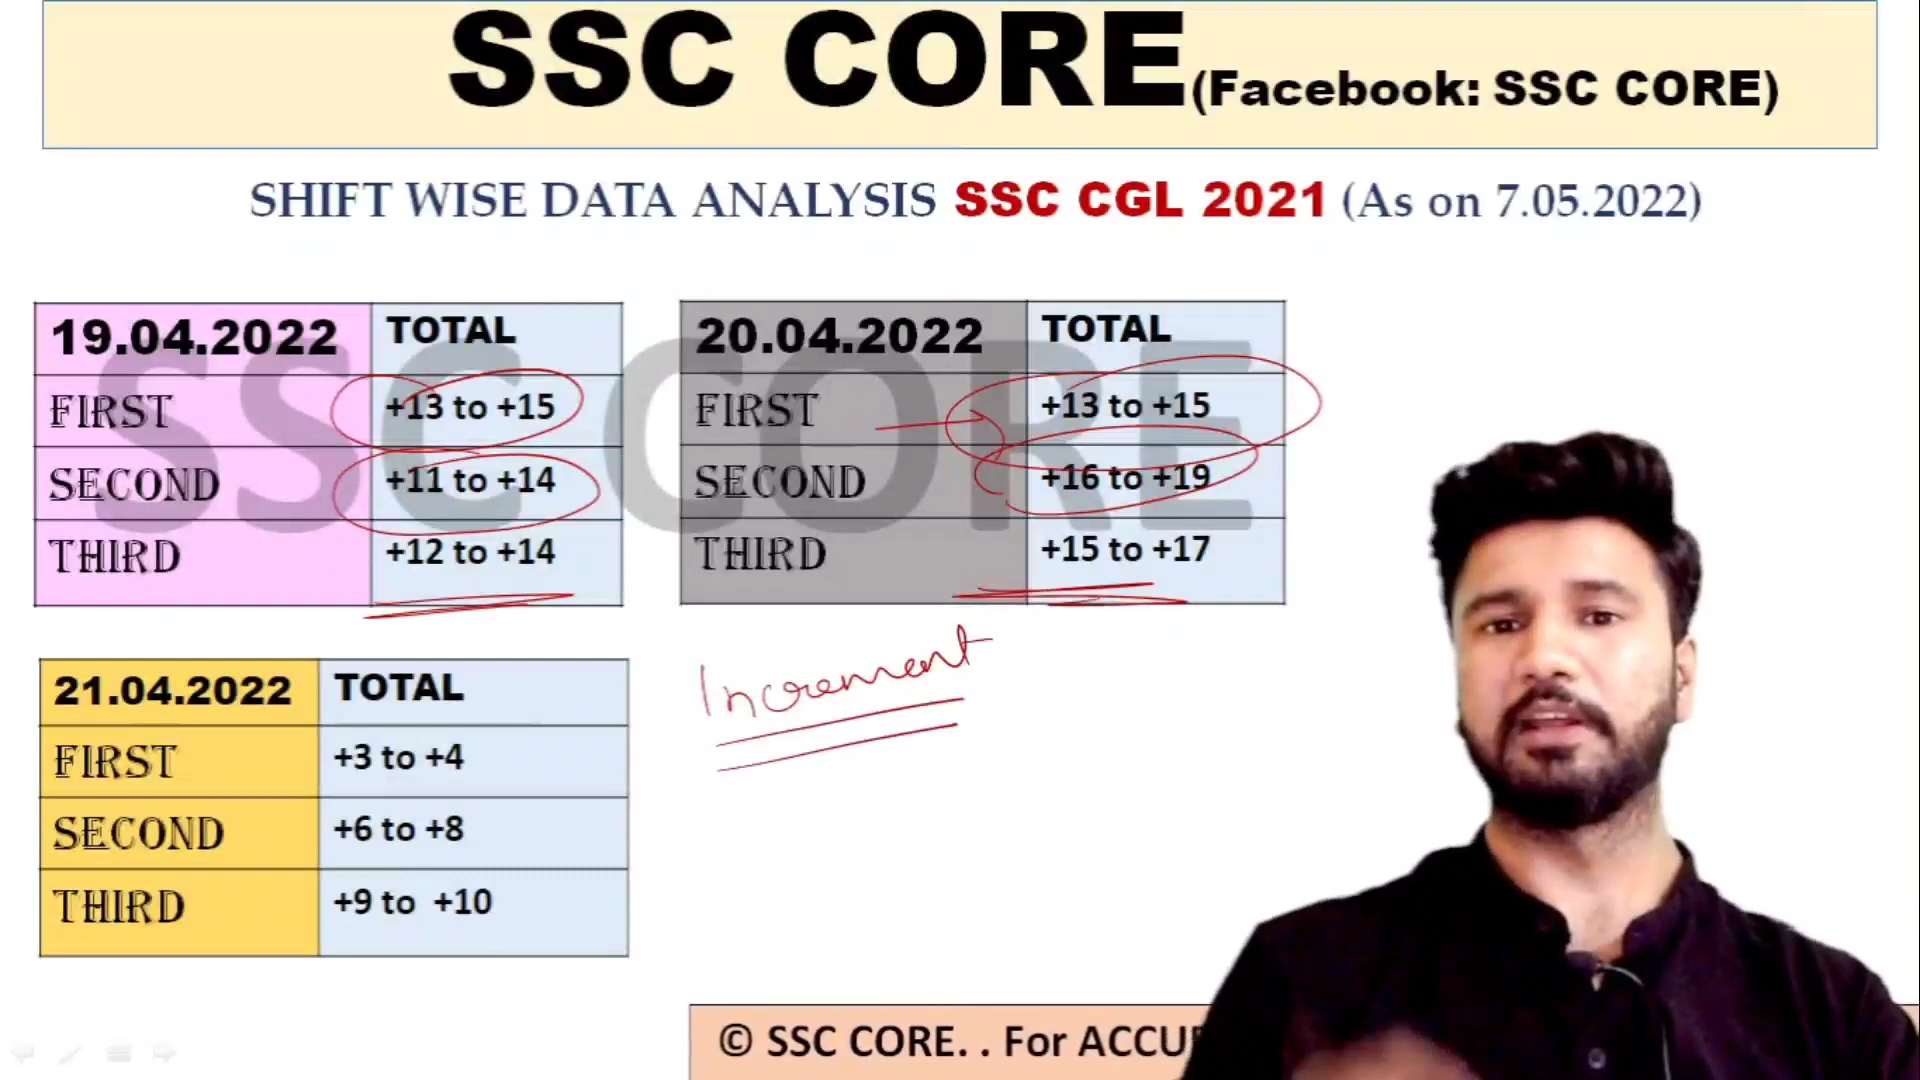 SSC CORE (Facebook: SSC CORE)
SHIFT WISE DATA ANALYSIS SSC CGL 2021 (As on 7.05.2022)
SSC CORE
19.04.2022 TOTAL
FIRST +13 to +15
SECOND +11 to +14
THIRD +12 to +14
20.04.2022 TOTAL
FIRST +13 to +15
SECOND +16 to +19
THIRD +15 to +17
Increment
21.04.2022 TOTAL
FIRST +3 to +4
SECOND +6 to +8
THIRD +9 to +10
© SSC CORE. . For ACCU